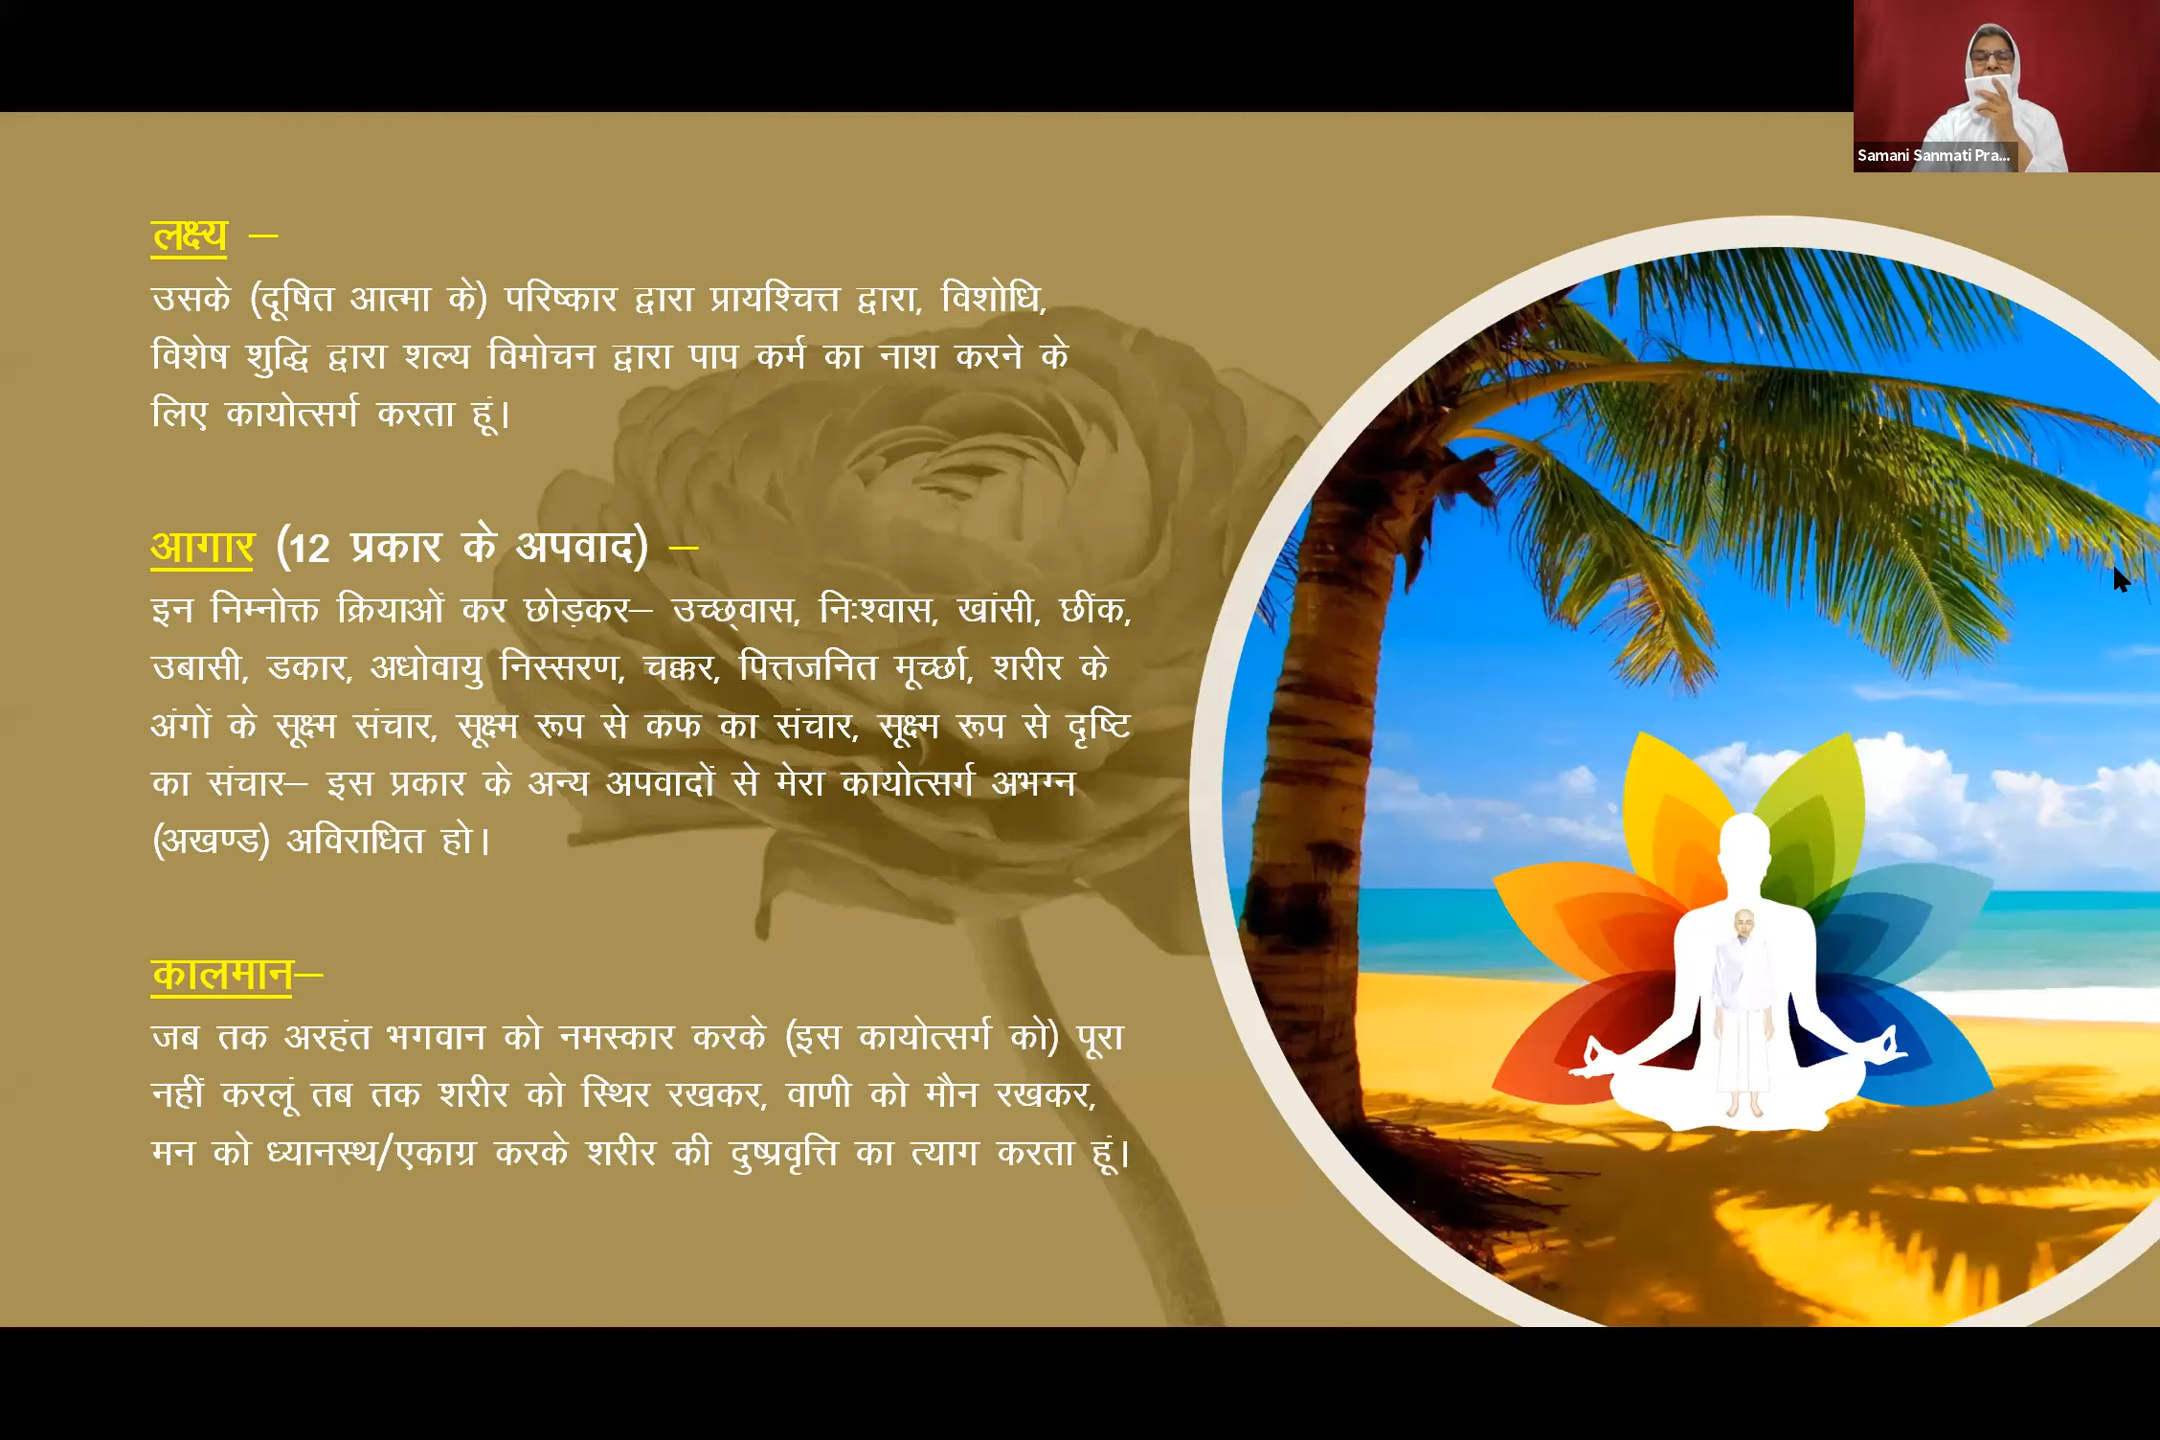 Samani Sanmati Pra...
लक्ष्य –
उसके (दूषित आत्मा के) परिष्कार द्वारा प्रायश्चित्त द्वारा, विशोधि,
विशेष शुद्धि द्वारा शल्य विमोचन द्वारा पाप कर्म का नाश करने के
लिए कायोत्सर्ग करता हूं।
आगार (12 प्रकार के अपवाद) –
इन निम्नोक्त क्रियाओं कर छोड़कर– उच्छ्वास, निःश्वास, खांसी, छींक,
उबासी, डकार, अधोवायु निस्सरण, चक्कर, पित्तजनित मूर्च्छा, शरीर के
अंगों के सूक्ष्म संचार, सूक्ष्म रूप से कफ का संचार, सूक्ष्म रूप से दृष्टि
का संचार– इस प्रकार के अन्य अपवादों से मेरा कायोत्सर्ग अभग्न
(अखण्ड) अविराधित हो।
कालमान–
जब तक अरहंत भगवान को नमस्कार करके (इस कायोत्सर्ग को) पूरा
नहीं करलूं तब तक शरीर को स्थिर रखकर, वाणी को मौन रखकर,
मन को ध्यानस्थ/एकाग्र करके शरीर की दुष्प्रवृत्ति का त्याग करता हूं।